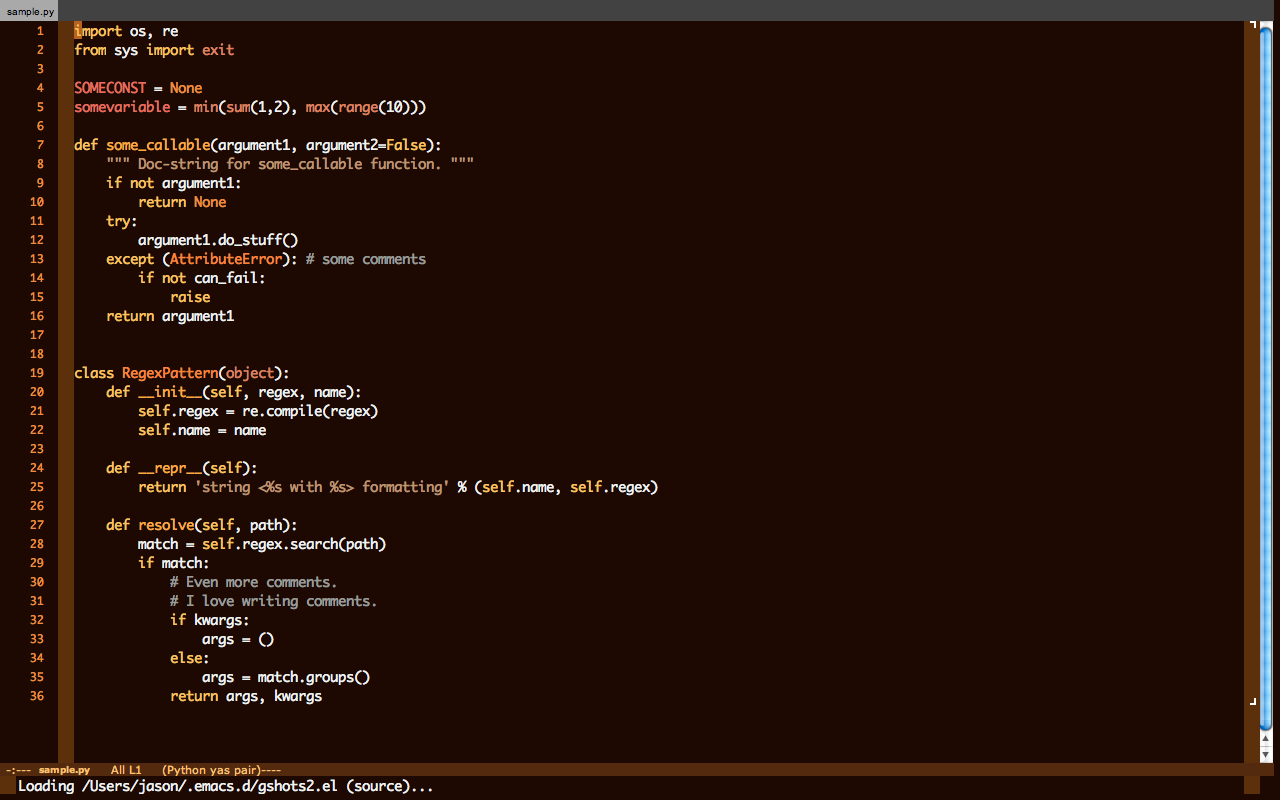 sample.py
1 import os, re
2 from sys import exit
3
4 SOMECONST = None
5 somevariable = min(sum(1,2), max(range(10)))
6
7 def some_callable(argument1, argument2=False):
8     """ Doc-string for some_callable function. """
9     if not argument1:
10         return None
11     try:
12         argument1.do_stuff()
13     except (AttributeError): # some comments
14         if not can_fail:
15             raise
16     return argument1
17
18
19 class RegexPattern(object):
20     def __init__(self, regex, name):
21         self.regex = re.compile(regex)
22         self.name = name
23
24     def __repr__(self):
25         return 'string <%s with %s> formatting' % (self.name, self.regex)
26
27     def resolve(self, path):
28         match = self.regex.search(path)
29         if match:
30             # Even more comments.
31             # I love writing comments.
32             if kwargs:
33                 args = ()
34             else:
35                 args = match.groups()
36             return args, kwargs
-:--- sample.py All L1 (Python yas pair)----
Loading /Users/jason/.emacs.d/gshots2.el (source)...